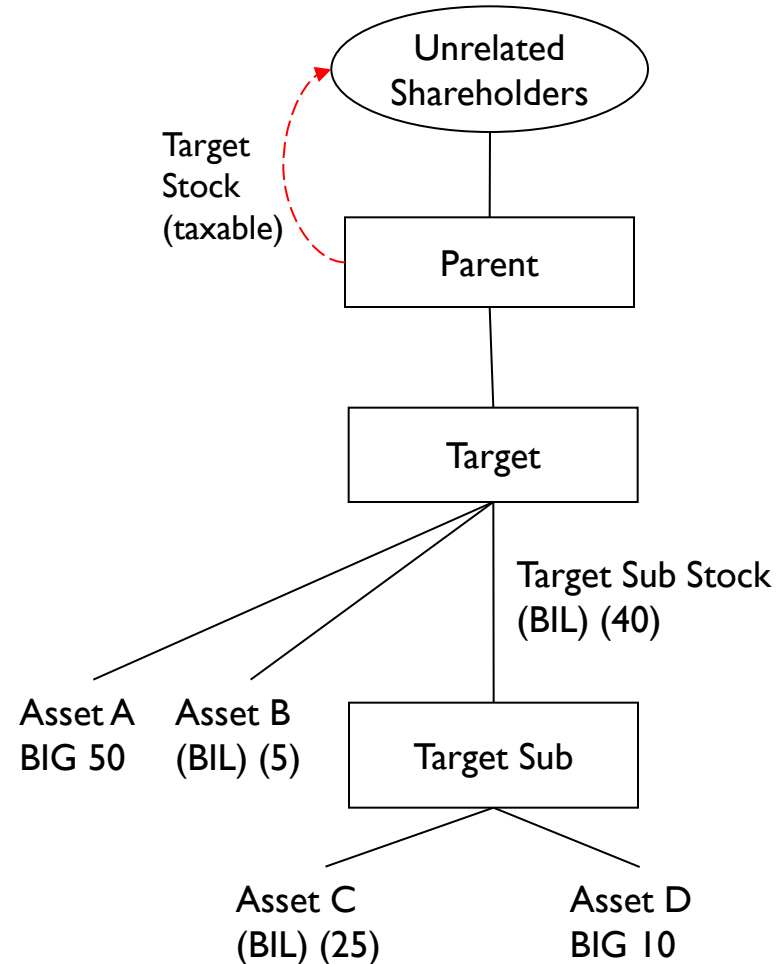 Unrelated
Shareholders
Target
Stock
(taxable)
Parent
Target
Target Sub Stock
(BIL) (40)
Asset A
BIG 50
Asset B
(BIL) (5)
Target Sub
Asset C
(BIL) (25)
Asset D
BIG 10